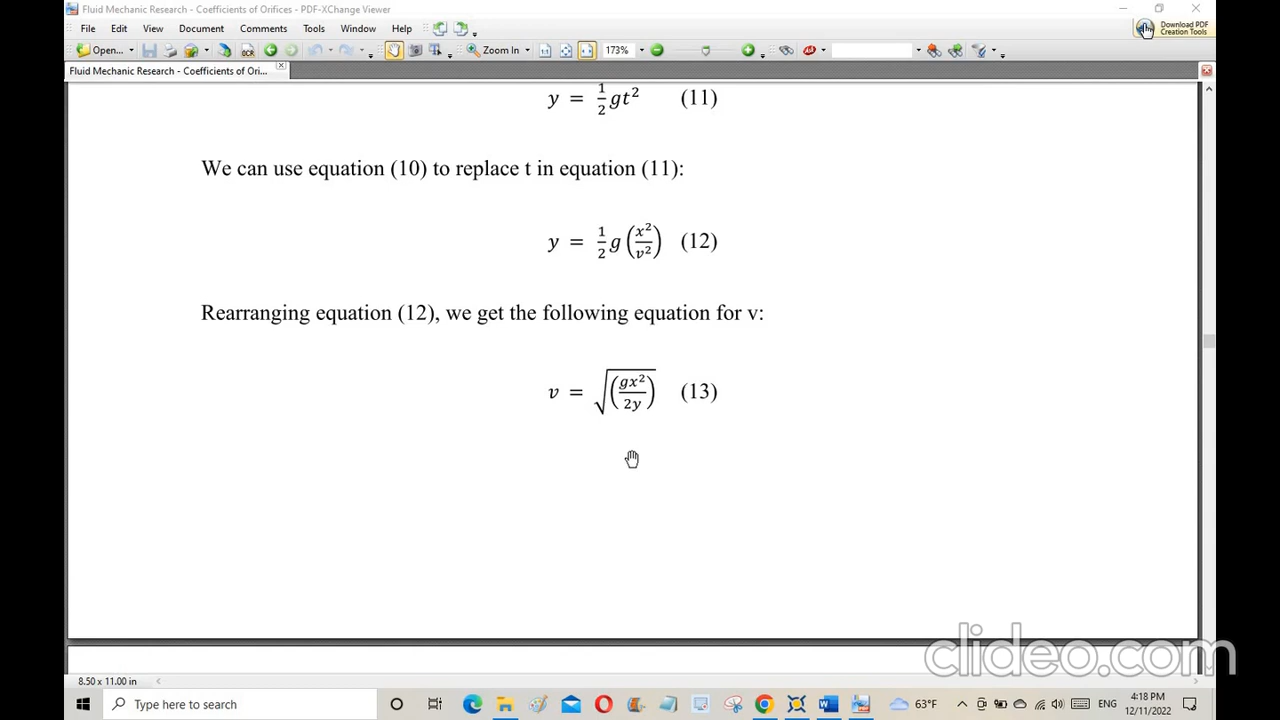 Fluid Mechanic Research - Coefficients of Orifices - PDF-XChange Viewer
File Edit View Document Comments Tools Window Help
Download PDF
Creation Tools
Open... Zoom In 173%
Fluid Mechanic Research - Coefficients of Ori...
y = 1/2 gt² (11)
We can use equation (10) to replace t in equation (11):
y = 1/2 g (x²/v²) (12)
Rearranging equation (12), we get the following equation for v:
v = √(gx²/2y) (13)
clideo.com
8.50 x 11.00 in
Type here to search
63°F
ENG
4:18 PM
12/11/2022